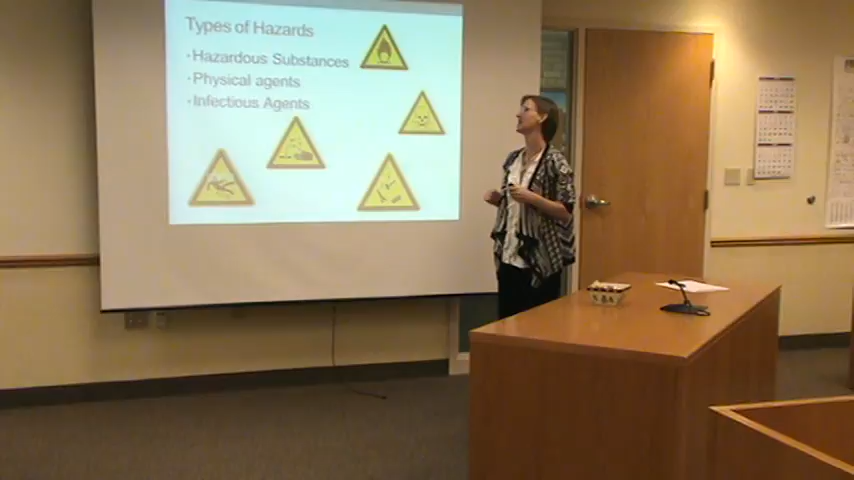 Types of Hazards
·Hazardous Substances
·Physical agents
·Infectious Agents